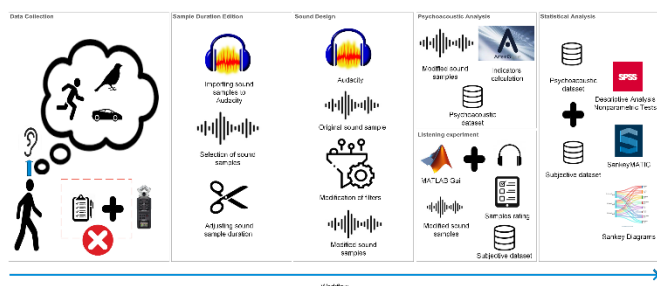 Data Collection
Sample Duration Edition
Importing sound
samples to
Audacity
Selection of sound
samples
Adjusting sound
sample duration
Sound Design
Audacity
Original sound sample
Modification of filters
Modified sound
samples
Psychoacoustic Analysis
Modified sound
samples
Indicators
calculation
Psychoacoustic
dataset
Listening experiment
MATLAB Gui
Samples rating
Modified sound
samples
Subjective dataset
Statistical Analysis
Psychoacoustic
dataset
SPSS
Descriptive Analysis
Nonparametric Tests
SankeyMATIC
Subjective dataset
Sankey Diagrams